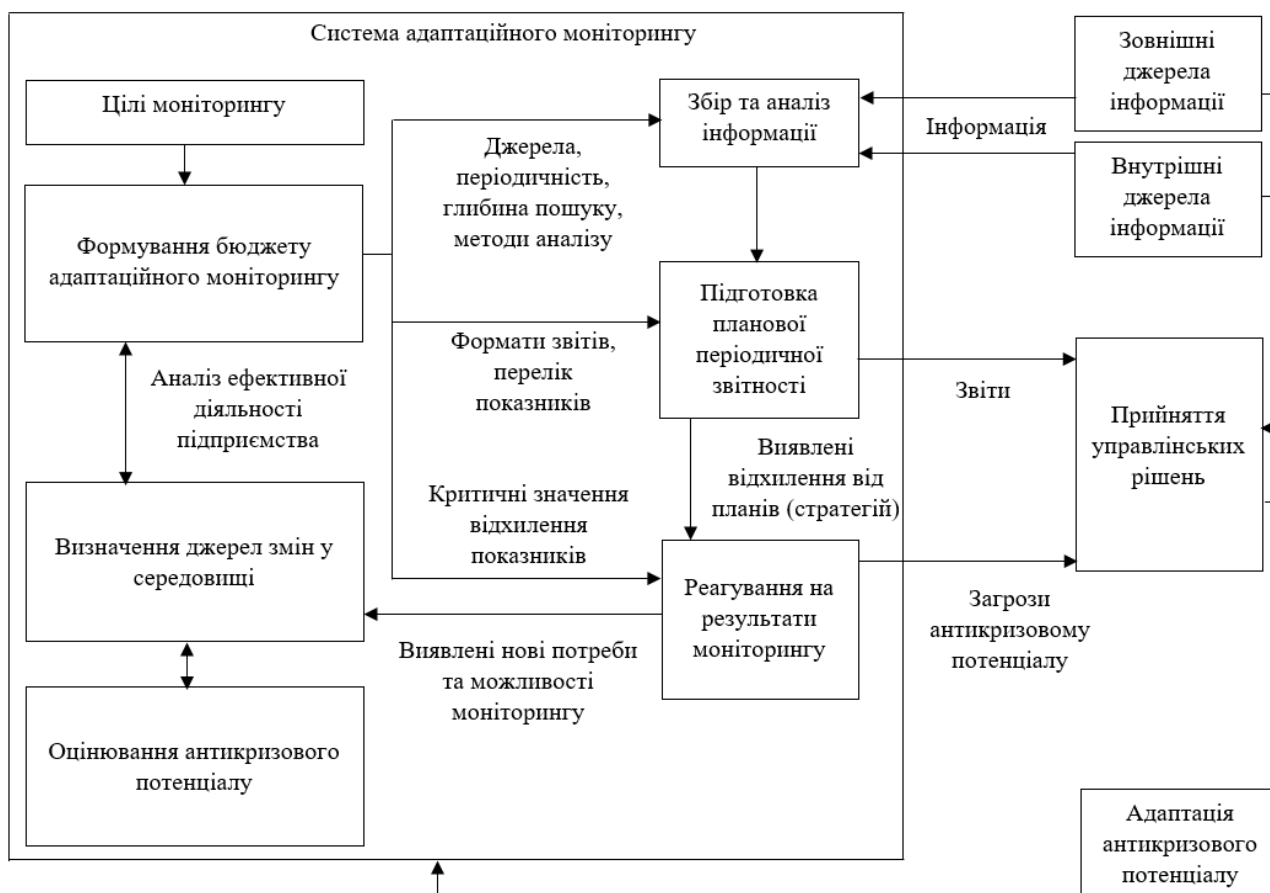 Система адаптаційного моніторингу
Цілі моніторингу
Формування бюджету
адаптаційного моніторингу
Аналіз ефективної
діяльності
підприємства
Визначення джерел змін у
середовищі
Оцінювання антикризового
потенціалу
Джерела,
періодичність,
глибина пошуку,
методи аналізу
Формати звітів,
перелік
показників
Критичні значення
відхилення
показників
Виявлені нові потреби
та можливості
моніторингу
Збір та аналіз
інформації
Підготовка
планової
періодичної
звітності
Виявлені
відхилення від
планів (стратегій)
Реагування на
результати
моніторингу
Інформація
Звіти
Загрози
антикризовому
потенціалу
Зовнішні
джерела
інформації
Внутрішні
джерела
інформації
Прийняття
управлінських
рішень
Адаптація
антикризового
потенціалу